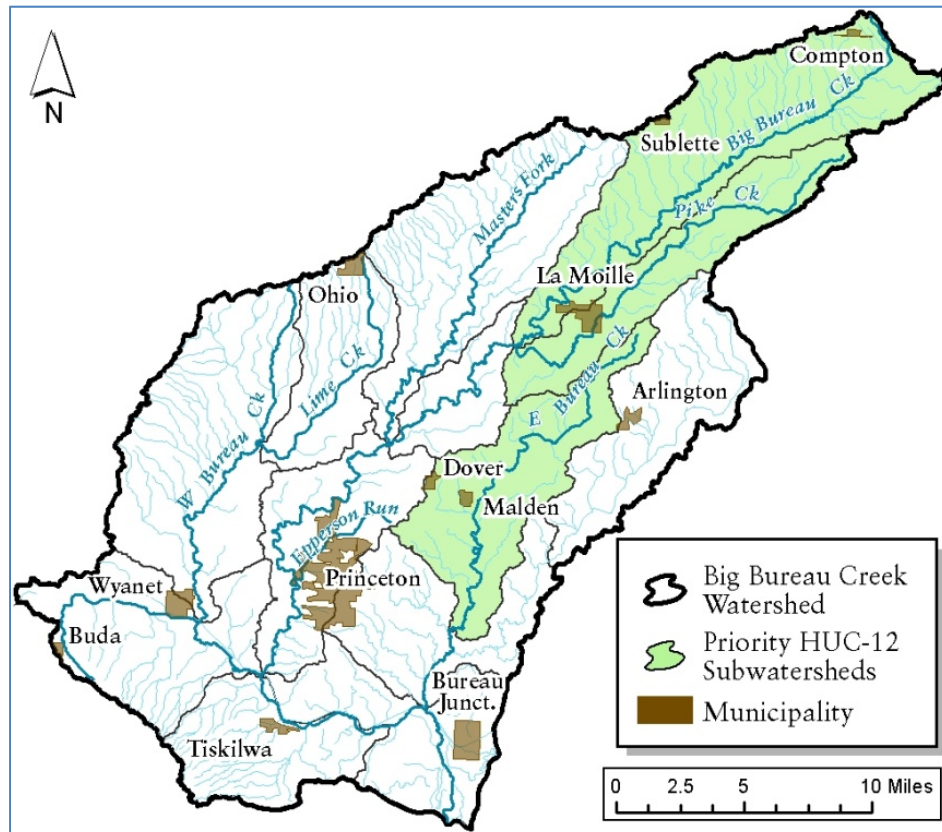 N
Compton
Big Bureau Ck
Sublette
Pike Ck
Masters Fork
La Moille
Ohio
Lime Ck
W Bureau Ck
E Bureau Ck
Arlington
Dover
Malden
Epperson Run
Princeton
Wyanet
Buda
Bureau
Junct.
Tiskilwa
Big Bureau Creek
Watershed
Priority HUC-12
Subwatersheds
Municipality
0 2.5 5 10 Miles